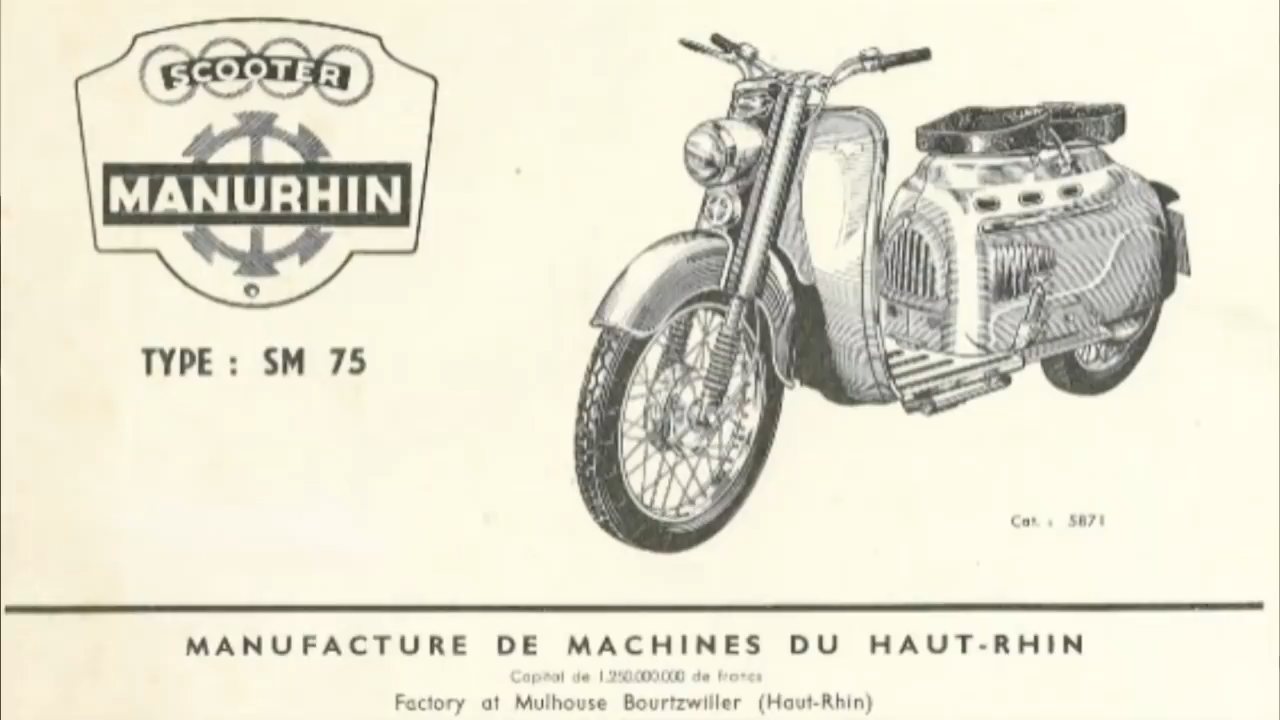 SCOOTER
MANURHIN
TYPE : SM 75
Cat. : 5871
MANUFACTURE DE MACHINES DU HAUT-RHIN
Capital de 1.250.000.000 de francs
Factory at Mulhouse Bourtzwiller (Haut-Rhin)